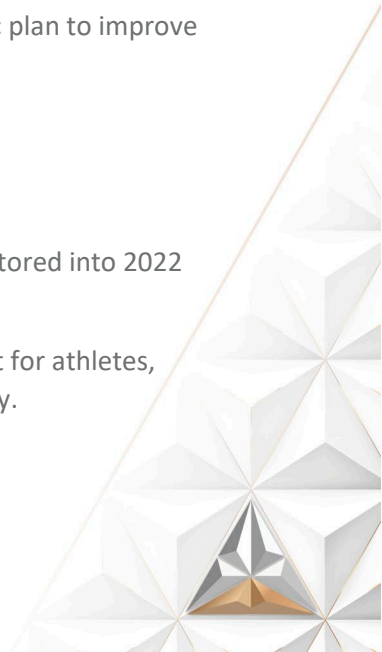 plan to improve
tored into 2022
for athletes,
y.